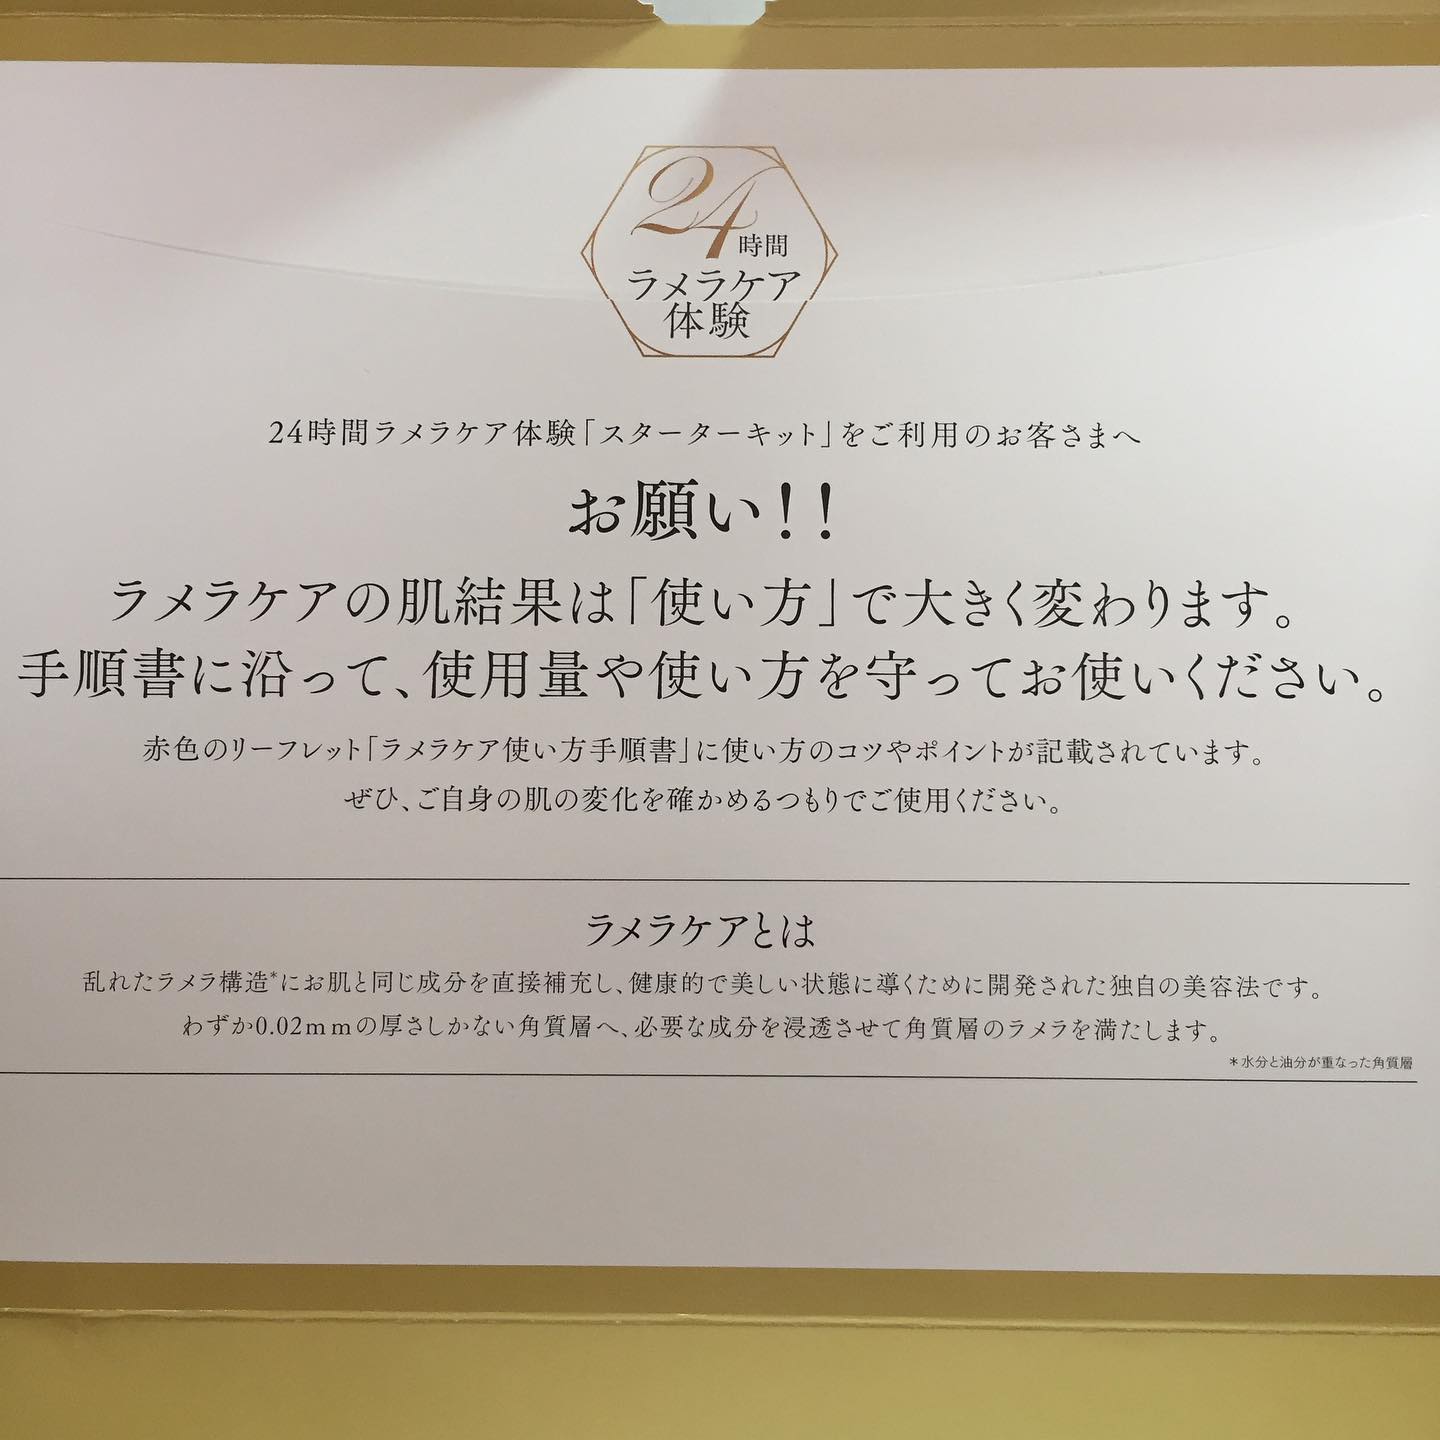 24時間
ラメラケア
体験
24時間ラメラケア体験「スターターキット」をご利用のお客さまへ
お願い!!
ラメラケアの肌結果は「使い方」で大きく変わります。
手順書に沿って、使用量や使い方を守ってお使いください。
赤色のリーフレット「ラメラケア使い方手順書」に使い方のコツやポイントが記載されています。
ぜひ、ご自身の肌の変化を確かめるつもりでご使用ください。
ラメラケアとは
乱れたラメラ構造*にお肌と同じ成分を直接補充し、健康的で美しい状態に導くために開発された独自の美容法です。
わずか0.02mmの厚さしかない角質層へ、必要な成分を浸透させて角質層のラメラを満たします。
*水分と油分が重なった角質層